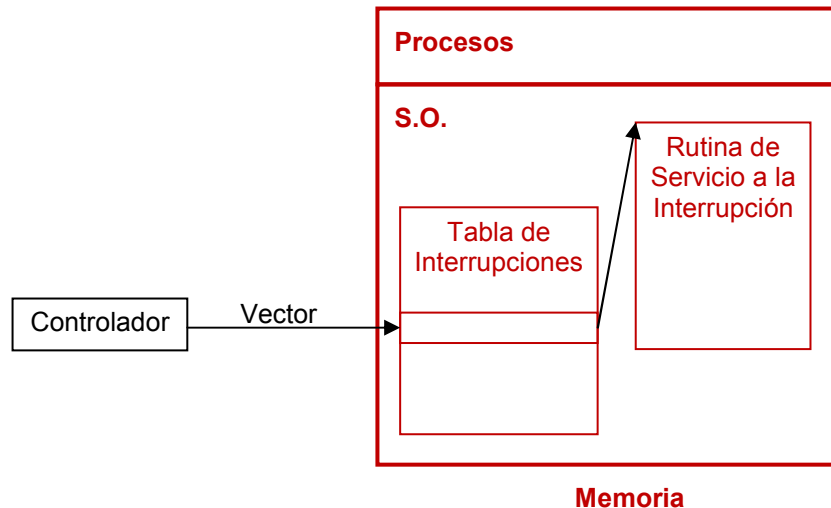 Procesos
S.O.
Rutina de
Servicio a la
Interrupción
Tabla de
Interrupciones
Controlador
Vector
Memoria